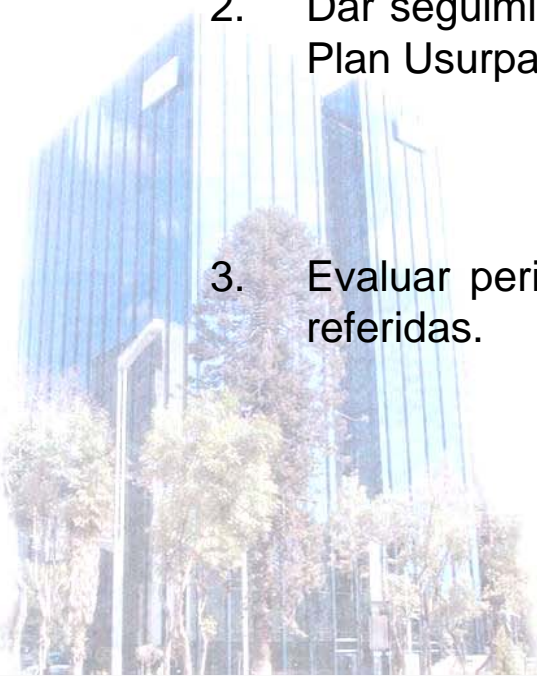 2. Dar seguimi
Plan Usurpa
3. Evaluar peri
referidas.